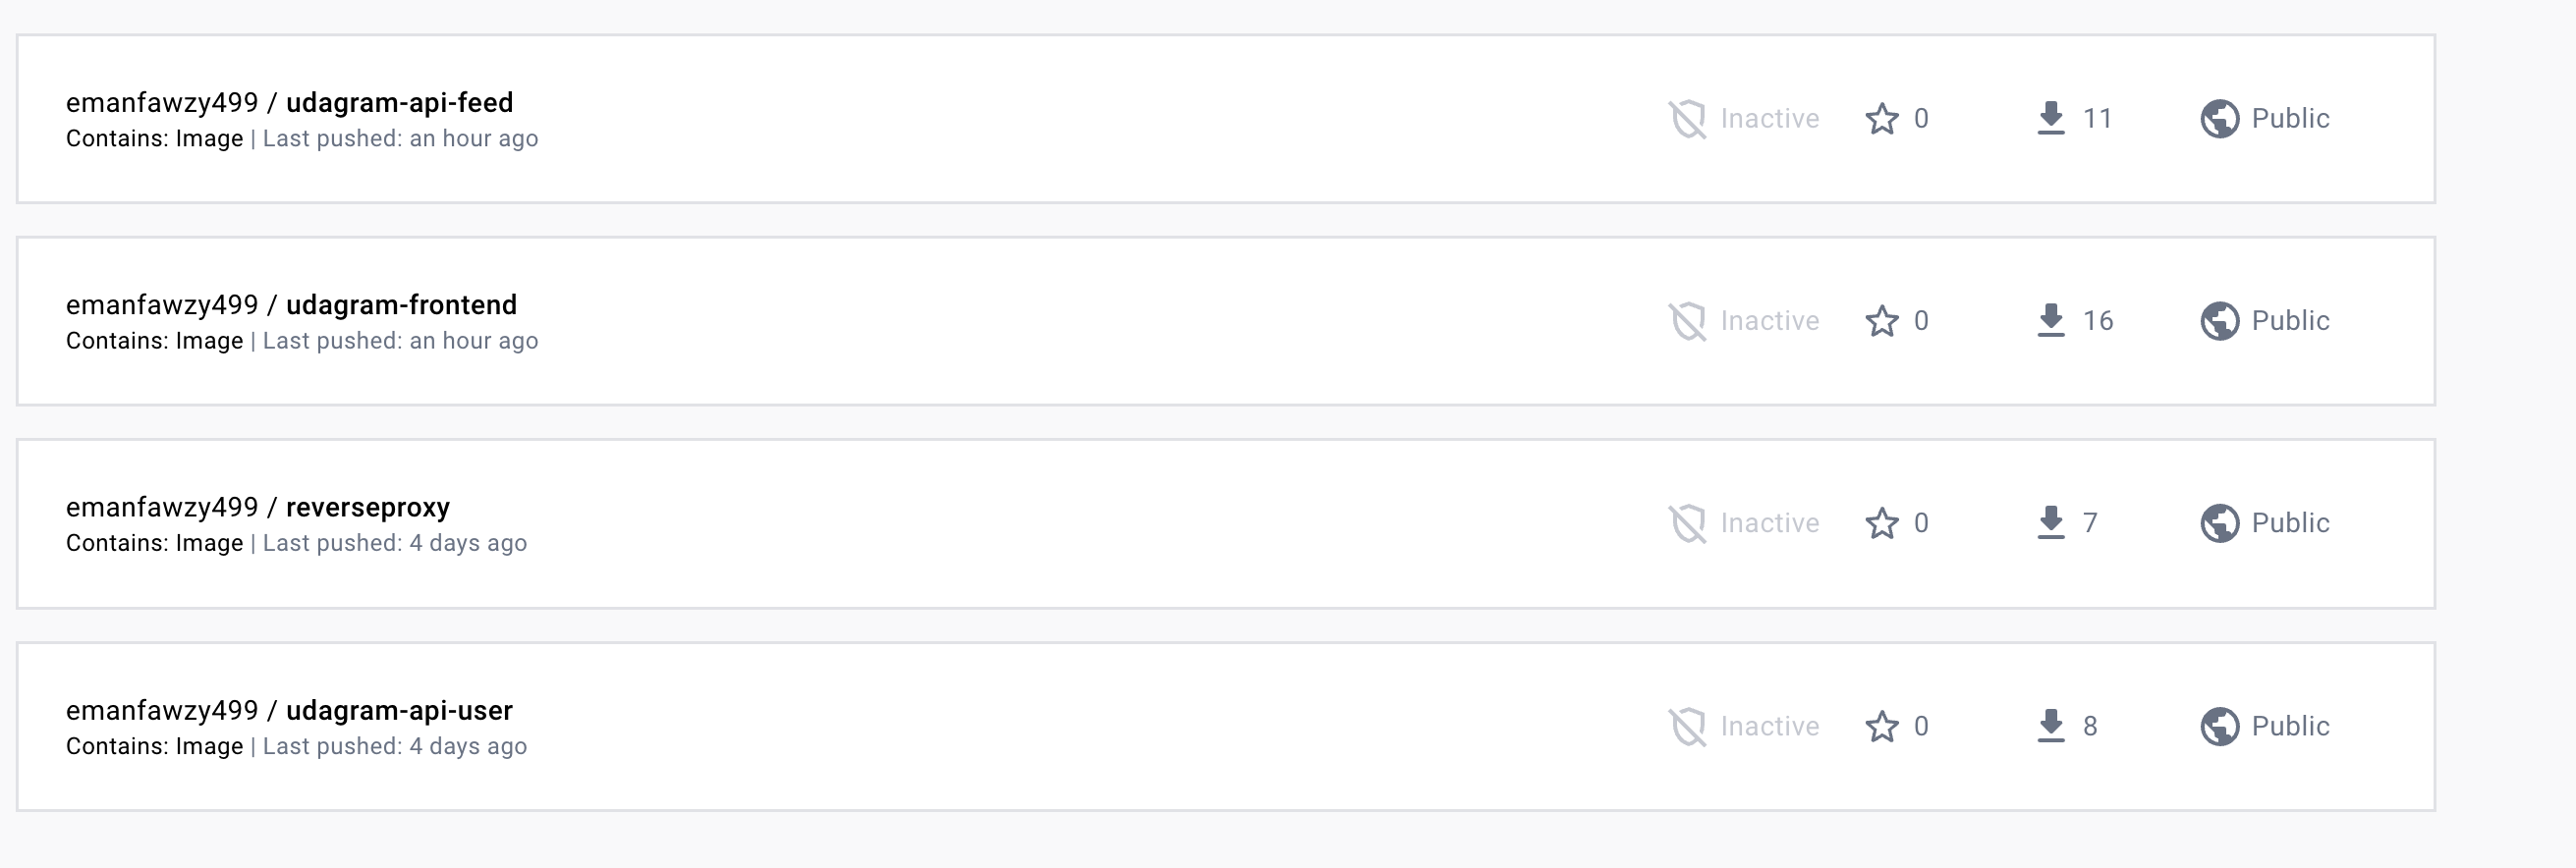 emanfawzy499 / udagram-api-feed
Contains: Image | Last pushed: an hour ago
Inactive 0 11 Public
emanfawzy499 / udagram-frontend
Contains: Image | Last pushed: an hour ago
Inactive 0 16 Public
emanfawzy499 / reverseproxy
Contains: Image | Last pushed: 4 days ago
Inactive 0 7 Public
emanfawzy499 / udagram-api-user
Contains: Image | Last pushed: 4 days ago
Inactive 0 8 Public